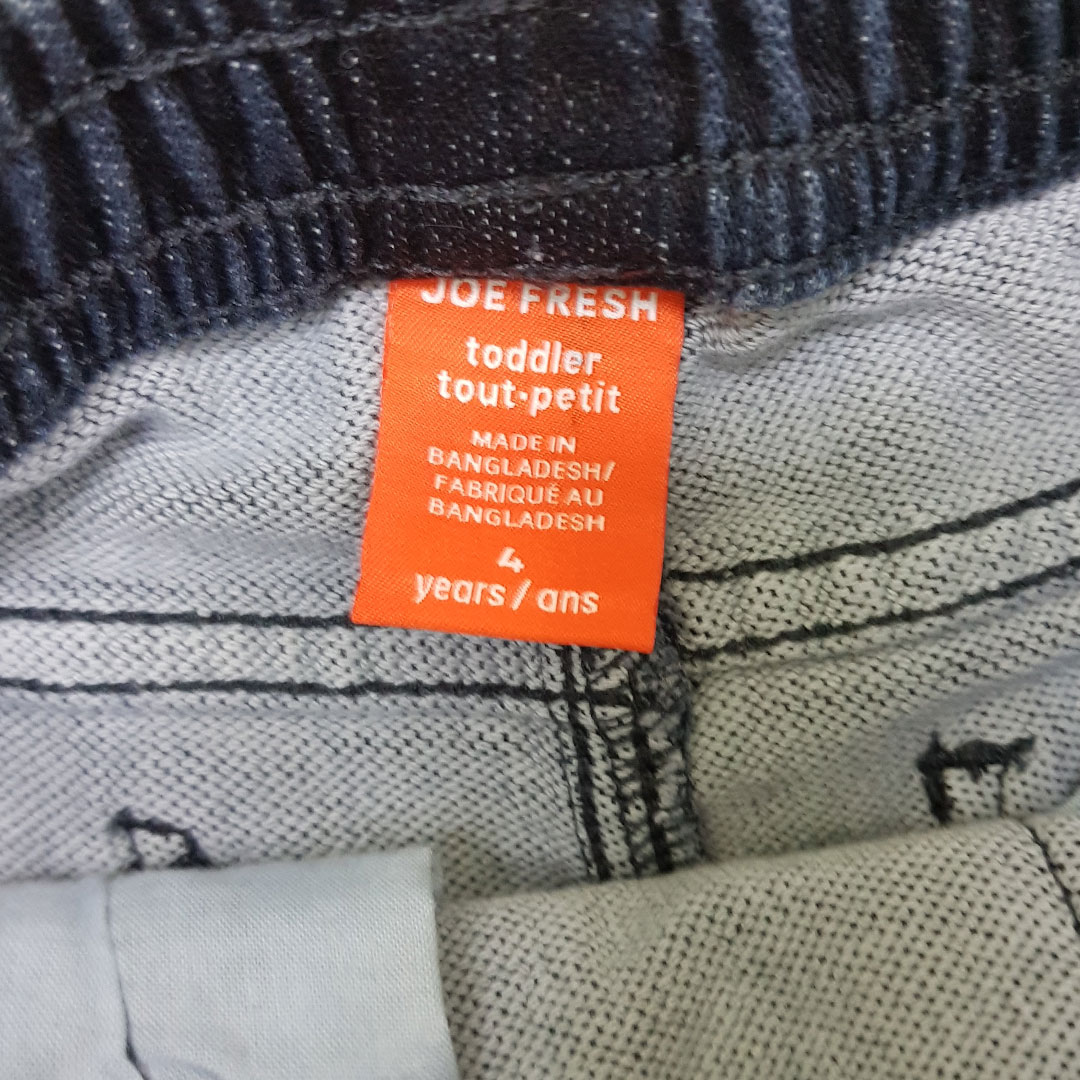 JOE FRESH
toddler
tout·petit
MADE IN
BANGLADESH/
FABRIQUÉ AU
BANGLADESH
4
years/ans